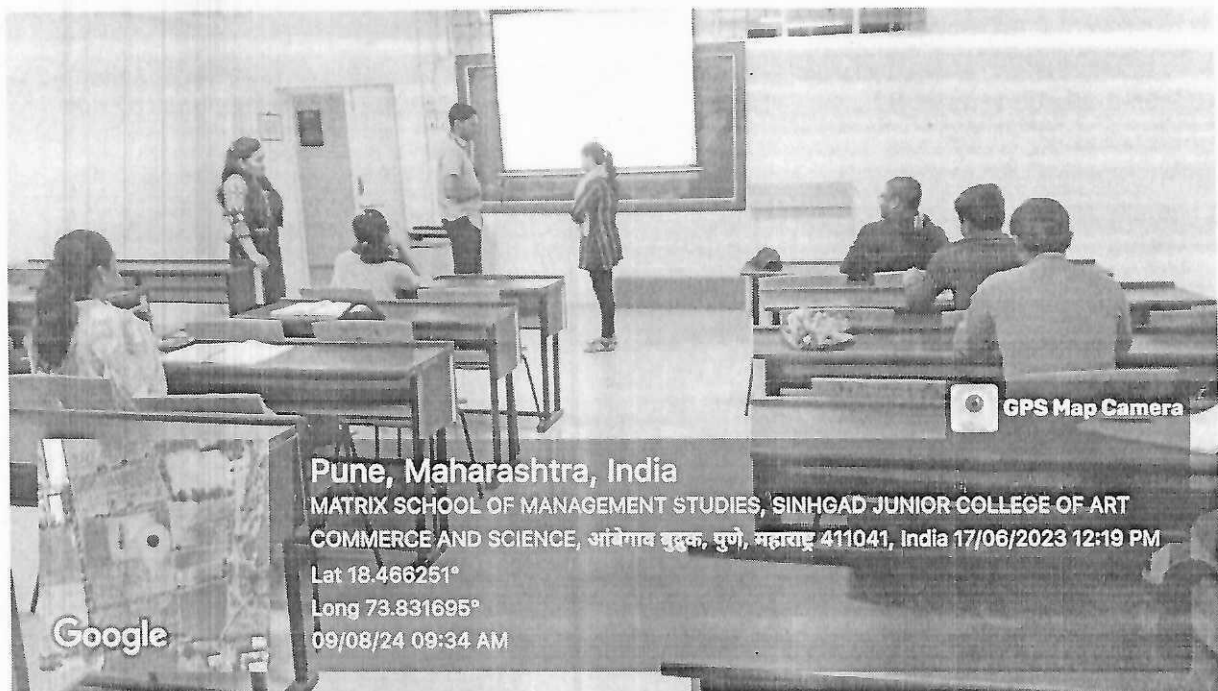 GPS Map Camera
Pune, Maharashtra, India
MATRIX SCHOOL OF MANAGEMENT STUDIES, SINHGAD JUNIOR COLLEGE OF ART
COMMERCE AND SCIENCE, आंबेगाव बुद्रुक, पुणे, महाराष्ट्र 411041, India 17/06/2023 12:19 PM
Lat 18.466251°
Long 73.831695°
09/08/24 09:34 AM
Google